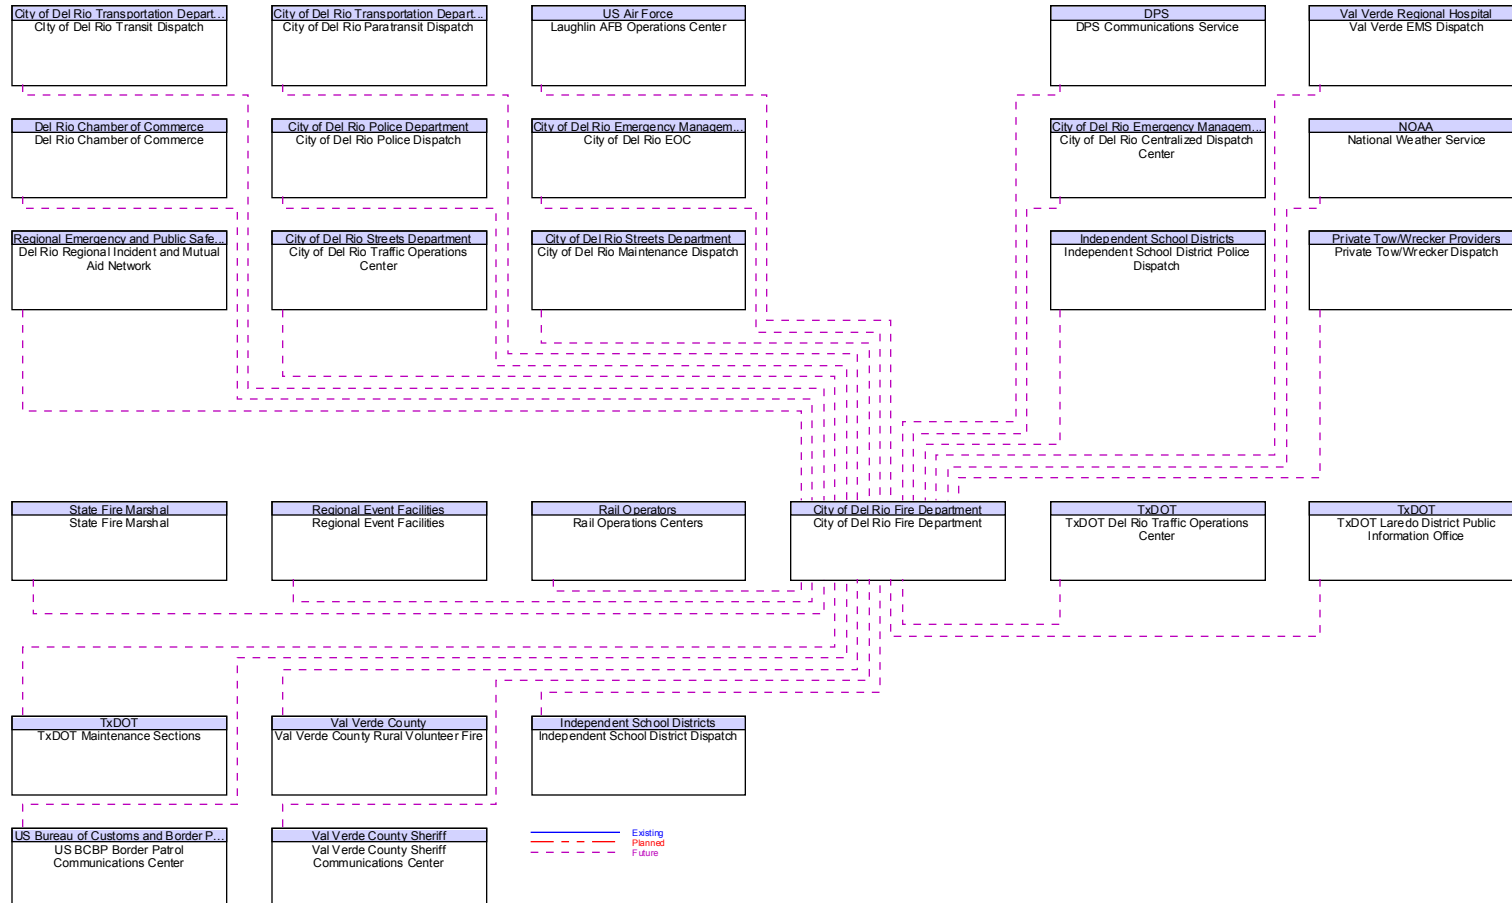 City of Del Rio Transportation Depart...
CIty of Del Rio Transit Dispatch
City of Del Rio Transportation Depart...
City of Del Rio Paratransit Dispatch
US Air Force
Laughlin AFB Operations Center
DPS
DPS Communications Service
Val Verde Regional Hospital
Val Verde EMS Dispatch
Del Rio Chamber of Commerce
Del Rio Chamber of Commerce
City of Del Rio Police Department
City of Del Rio Police Dispatch
City of Del Rio Emergency Managem...
City of Del Rio EOC
City of Del Rio Emergency Managem...
City of Del Rio Centralized Dispatch
Center
NOAA
National Weather Service
Regional Emergency and Public Safe...
Del Rio Regional Incident and Mutual
Aid Network
City of Del Rio Streets Department
City of Del Rio Traffic Operations
Center
City of Del Rio Streets Department
City of Del Rio Maintenance Dispatch
Independent School Districts
Independent School District Police
Dispatch
Private Tow/Wrecker Providers
Private Tow/Wrecker Dispatch
State Fire Marshal
State Fire Marshal
Regional Event Facilities
Regional Event Facilities
Rail Operators
Rail Operations Centers
City of Del Rio Fire Department
City of Del Rio Fire Department
TxDOT
TxDOT Del Rio Traffic Operations
Center
TxDOT
TxDOT Laredo District Public
Information Office
TxDOT
TxDOT Maintenance Sections
Val Verde County
Val Verde County Rural Volunteer Fire
Independent School Districts
Independent School District Dispatch
US Bureau of Customs and Border P...
US BCBP Border Patrol
Communications Center
Val Verde County Sheriff
Val Verde County Sheriff
Communications Center
Existing
Planned
Future